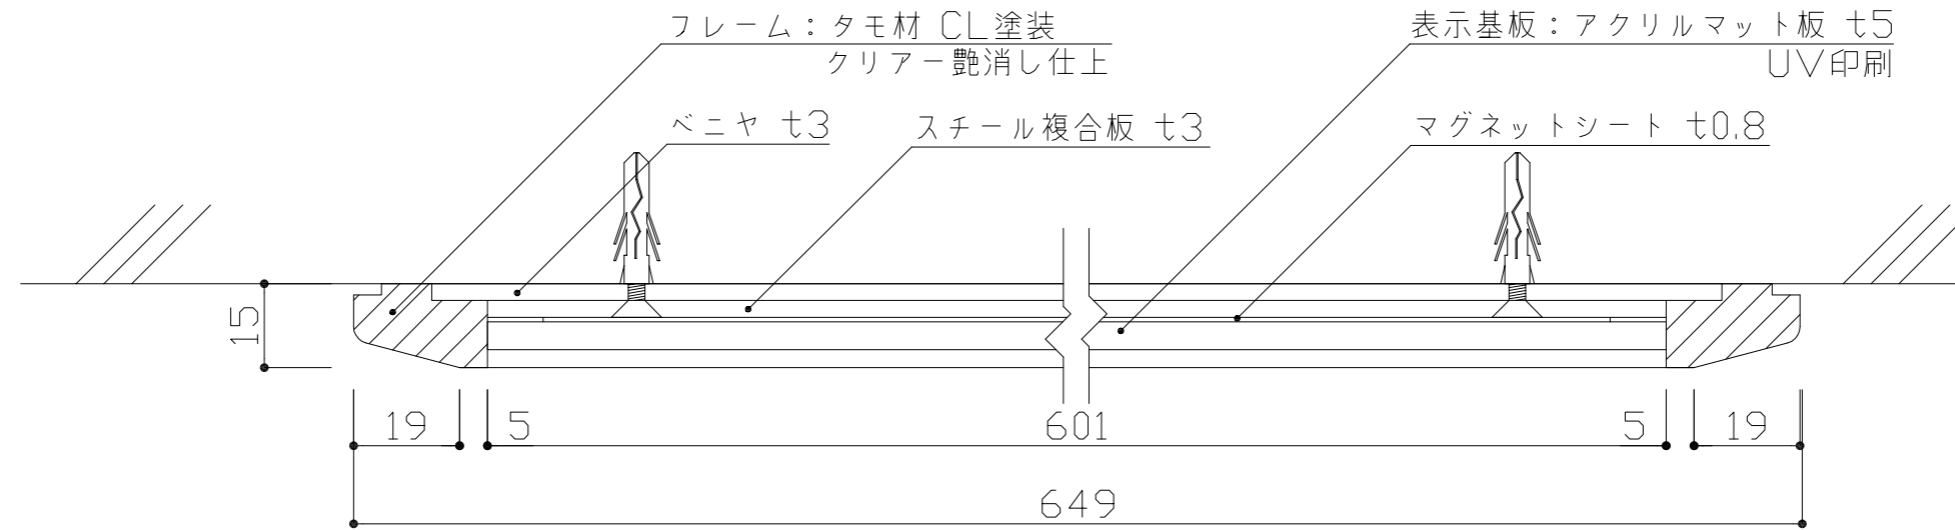 フレーム：タモ材 CL塗装
クリアー艶消し仕上
表示基板：アクリルマット板 t5
UV印刷
ベニヤ t3
スチール複合板 t3
マグネットシート t0.8
15
19
5
601
5
19
649